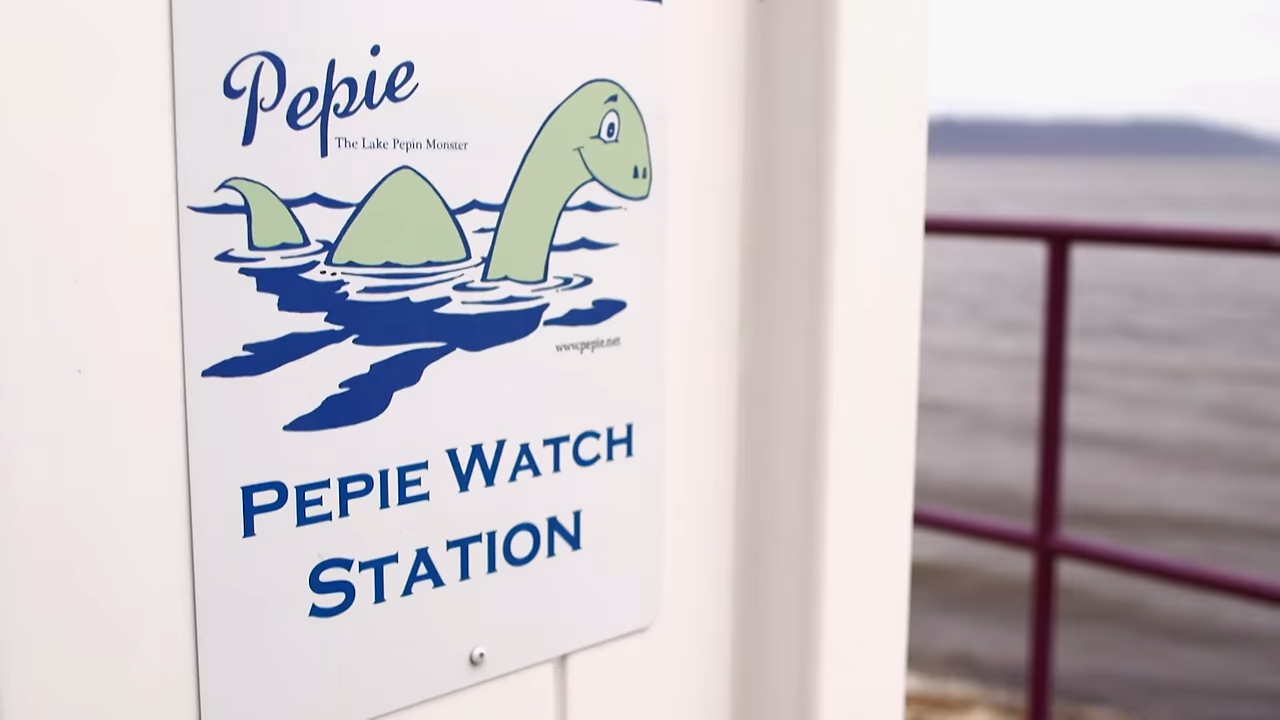 Pepie
The Lake Pepin Monster
www.pepie.net
PEPIE WATCH
STATION